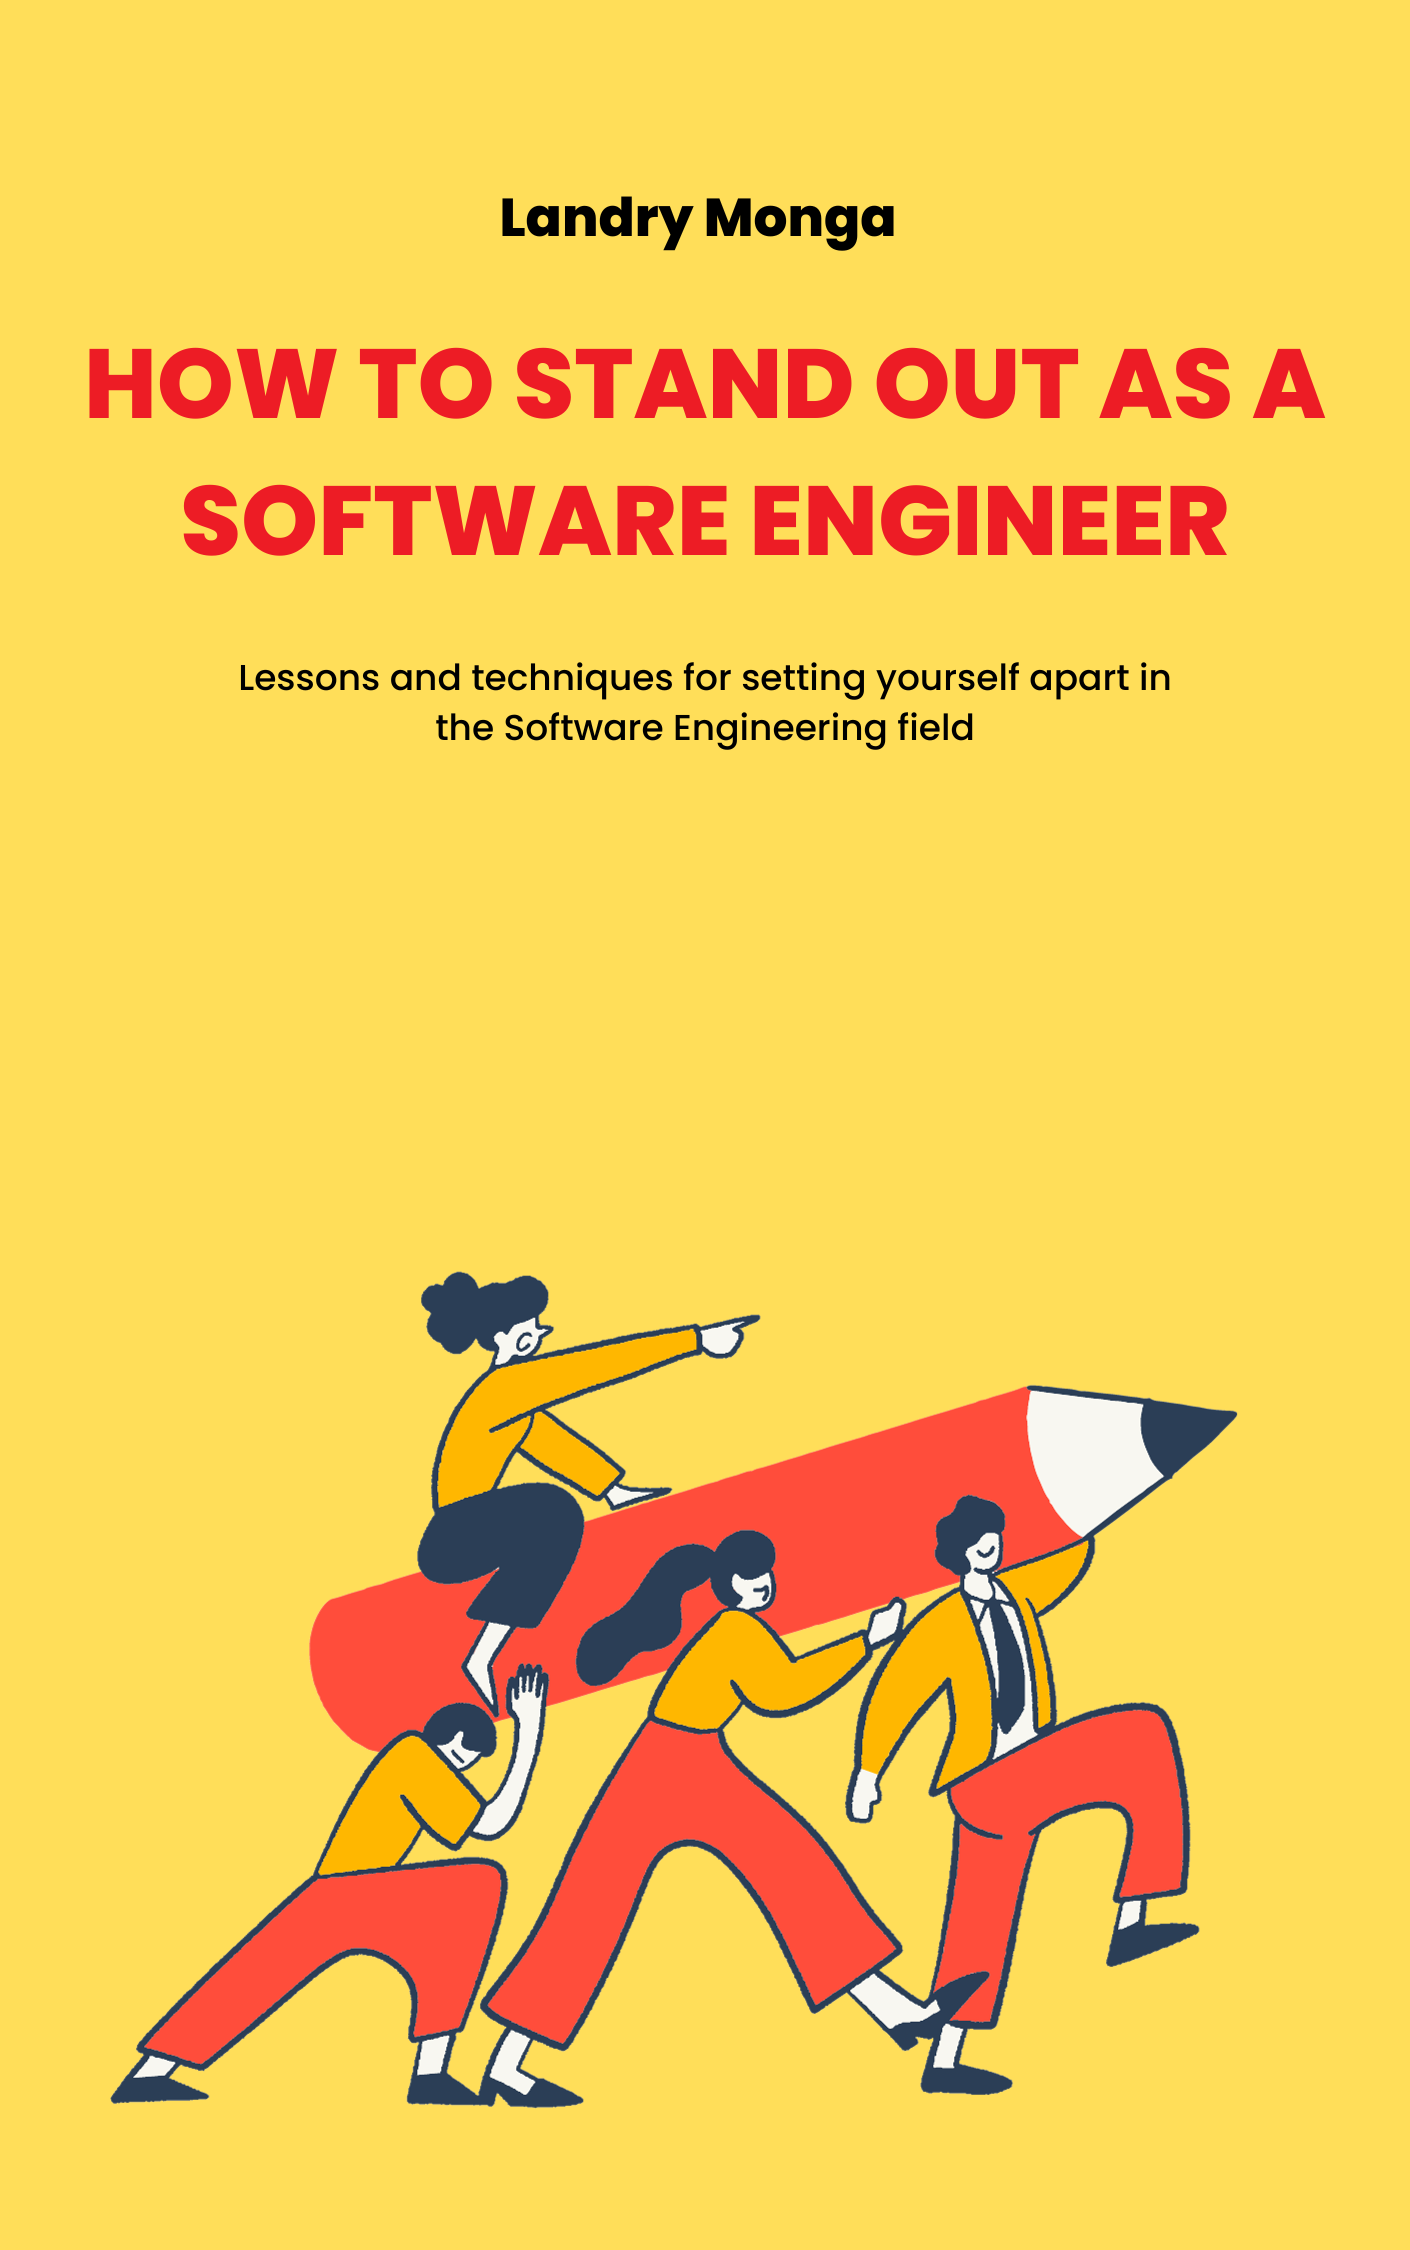 Landry Monga
HOW TO STAND OUT AS A
SOFTWARE ENGINEER
Lessons and techniques for setting yourself apart in
the Software Engineering field